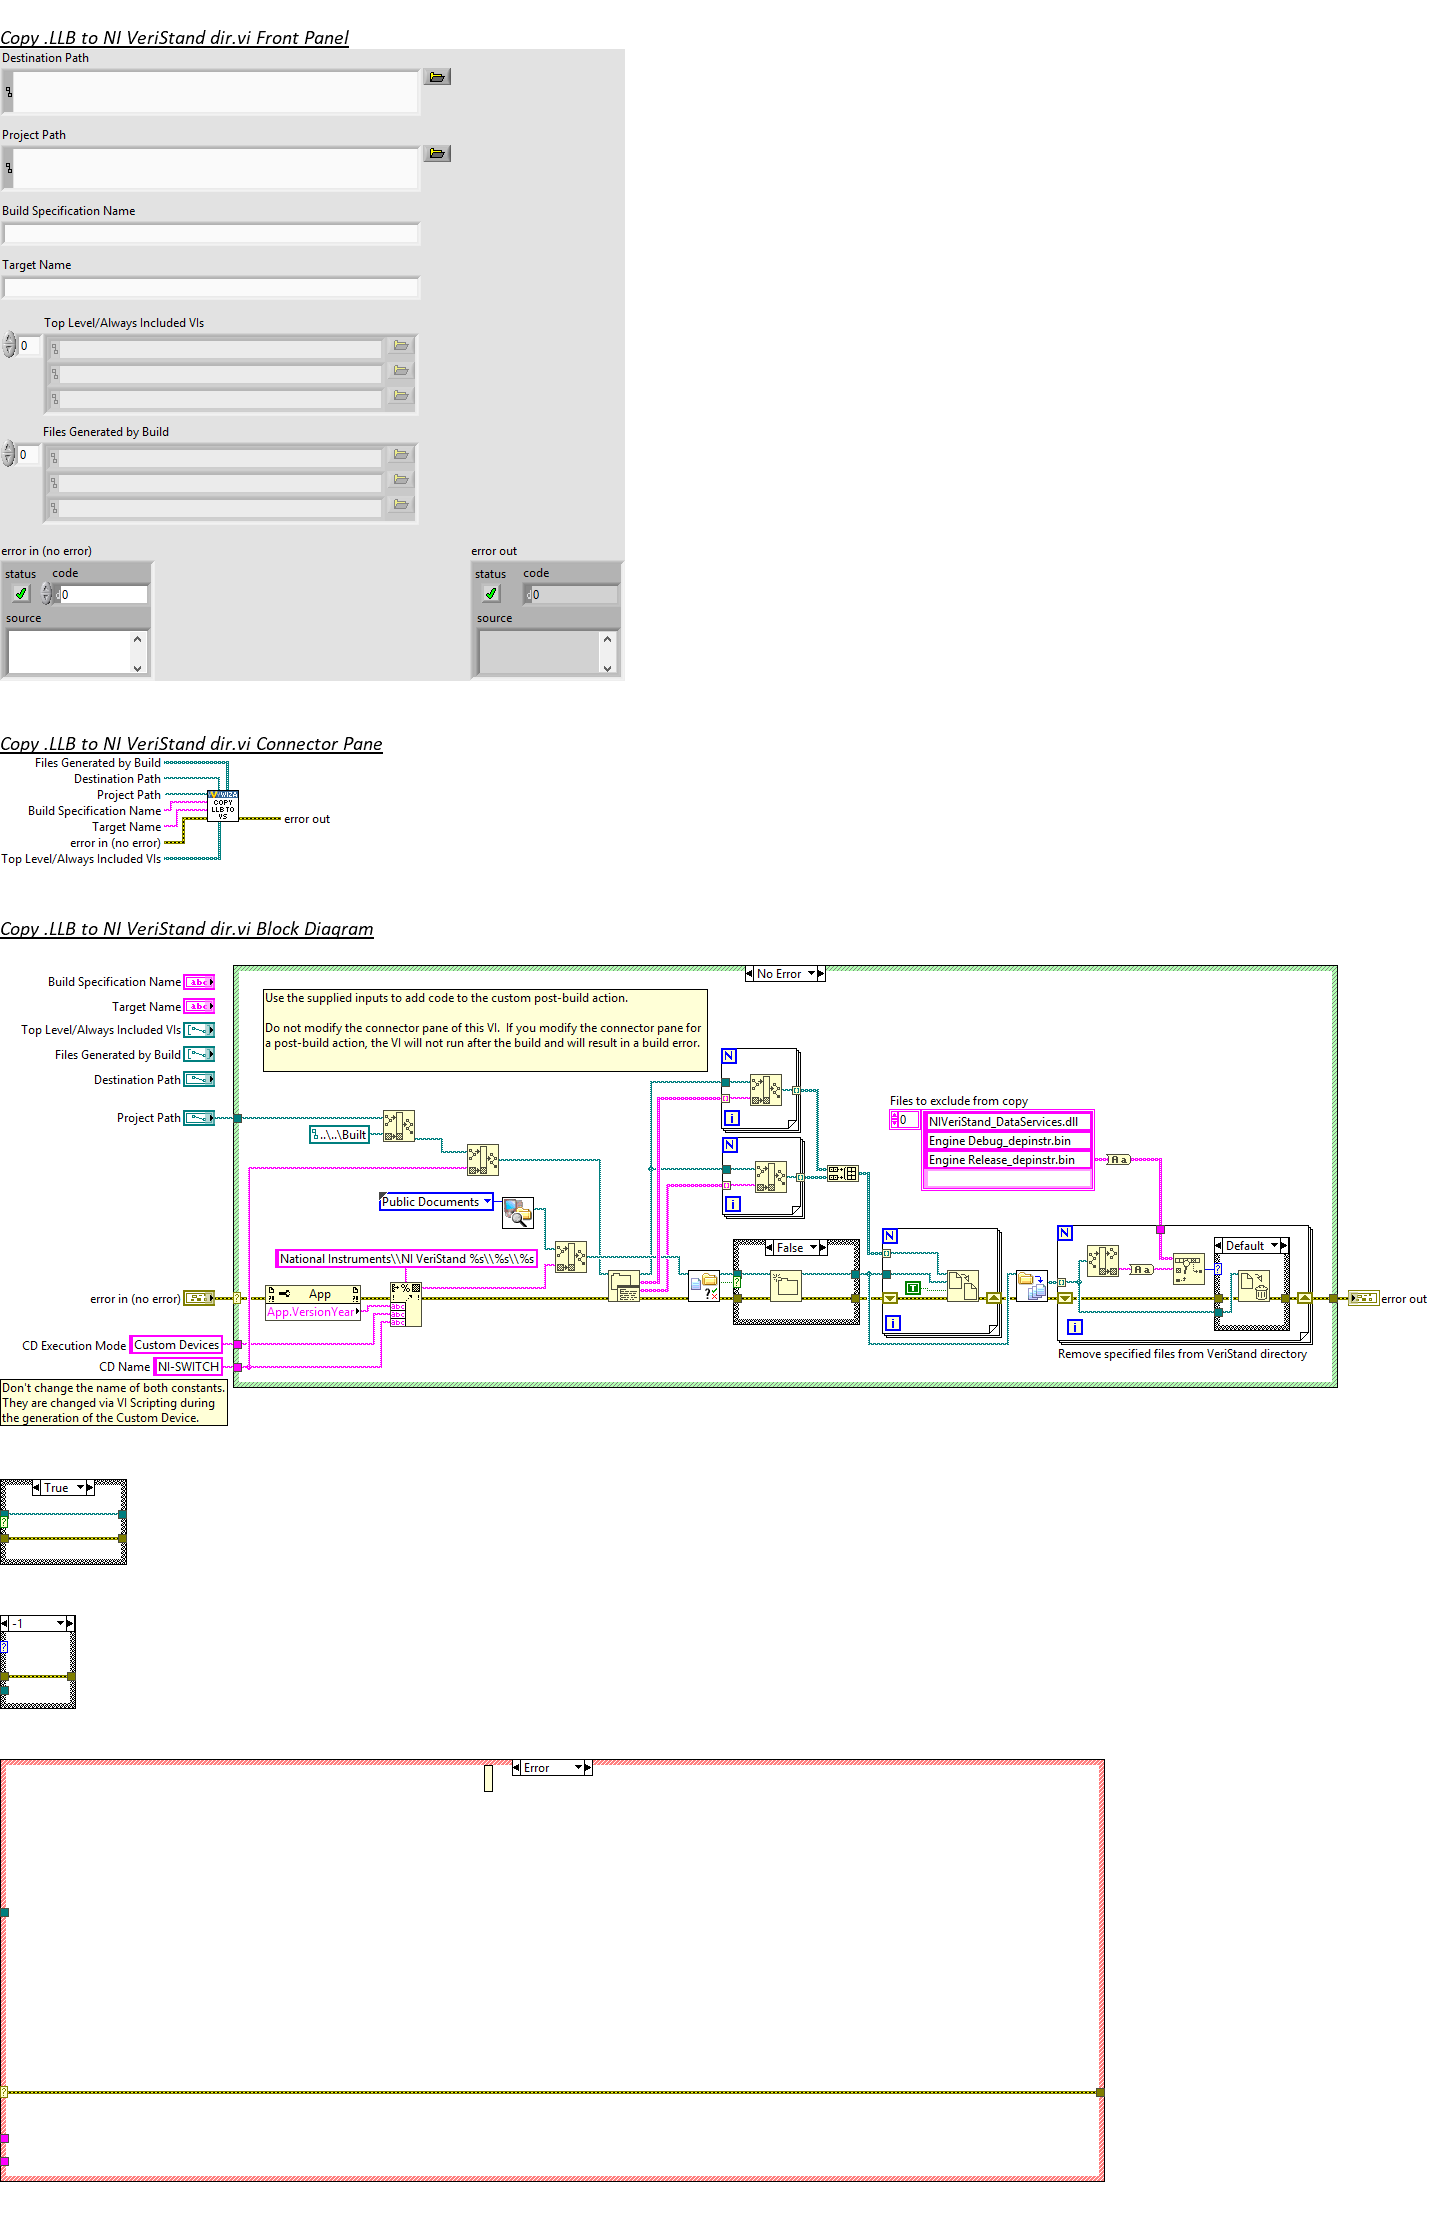 Copy .LLB to NI VeriStand dir.vi Front Panel
Destination Path
Project Path
Build Specification Name
Target Name
Top Level/Always Included VIs
0
Files Generated by Build
0
error in (no error)
status code
d 0
source
error out
status code
d 0
source
Copy .LLB to NI VeriStand dir.vi Connector Pane
Files Generated by Build
Destination Path
Project Path
Build Specification Name
Target Name
error in (no error)
Top Level/Always Included VIs
COPY
LLB TO
VS
error out
Copy .LLB to NI VeriStand dir.vi Block Diagram
Build Specification Name abc
Target Name abc
Top Level/Always Included VIs
Files Generated by Build
Destination Path
Project Path
error in (no error)
CD Execution Mode Custom Devices
CD Name NI-SWITCH
Don't change the name of both constants.
They are changed via VI Scripting during
the generation of the Custom Device.
No Error
Use the supplied inputs to add code to the custom post-build action.
Do not modify the connector pane of this VI.  If you modify the connector pane for
a post-build action, the VI will not run after the build and will result in a build error.
..\..\Built
Public Documents
National Instruments\\NI VeriStand %s\\%s\\%s
App
App.VersionYear
abc
abc
abc
N
i
N
i
?×
False
?
Files to exclude from copy
0
NIVeriStand_DataServices.dll
Engine Debug_depinstr.bin
Engine Release_depinstr.bin
Aa
N
T
i
N
Aa
i
Default
?
Remove specified files from VeriStand directory
error out
True
?
-1
?
Error
?